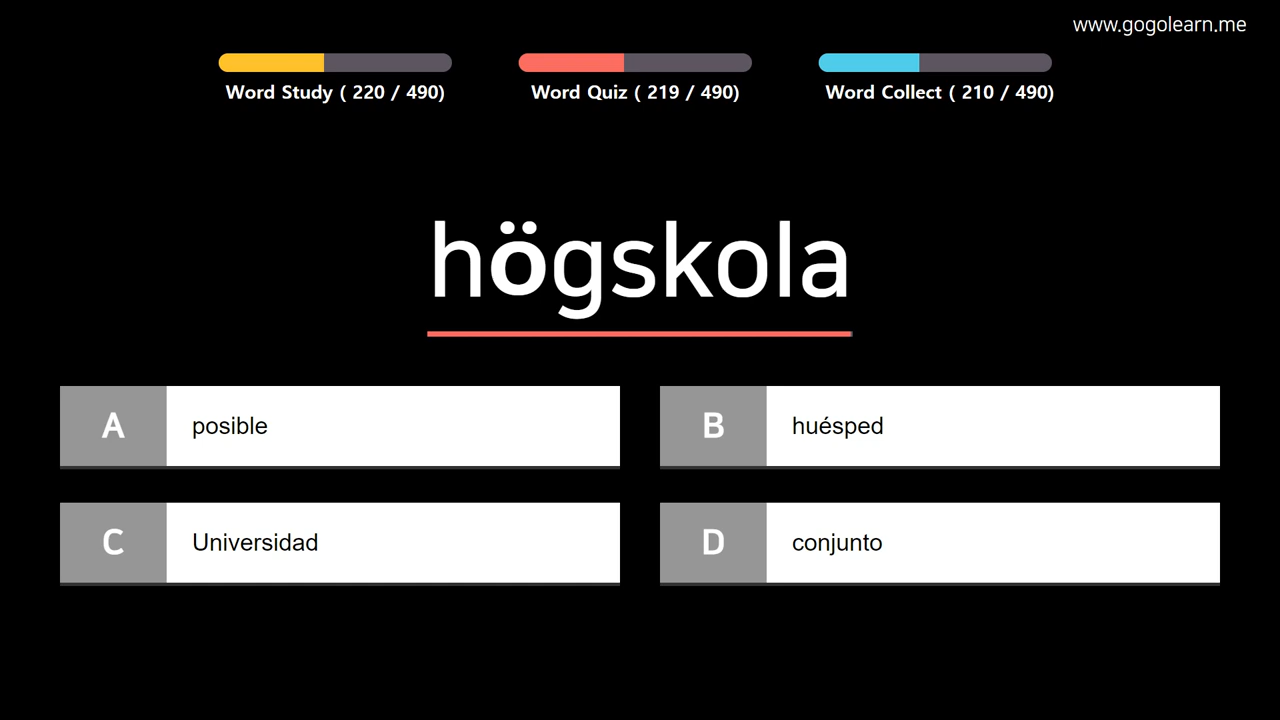 www.gogolearn.me
Word Study ( 220 / 490)
Word Quiz ( 219 / 490)
Word Collect ( 210 / 490)
högskola
A posible
B huésped
C Universidad
D conjunto